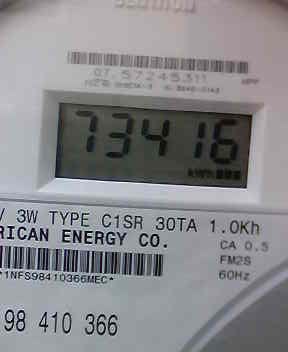 07.57245311
73416
kWh
V 3W TYPE C1SR 30TA 1.0Kh
RICAN ENERGY CO.
CA 0.5
FM2S
*1NFS98410366MEC*
60Hz
98 410 366